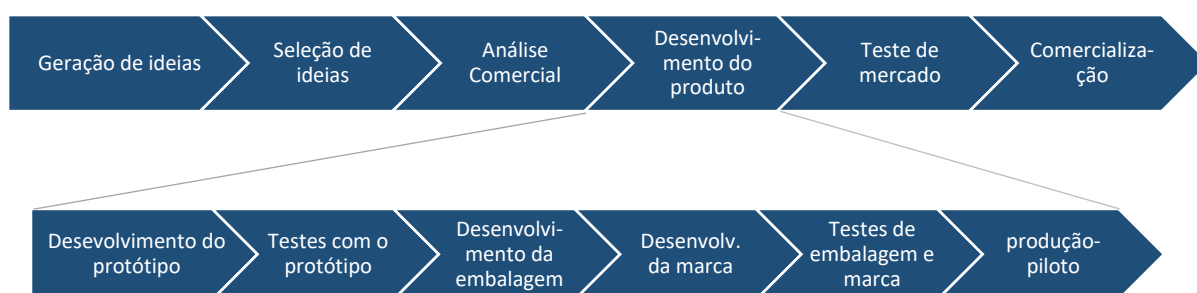 Geração de ideias
Seleção de
ideias
Análise
Comercial
Desenvolvi-
mento do
produto
Teste de
mercado
Comercializa-
ção
Desevolvimento do
protótipo
Testes com o
protótipo
Desenvolvi-
mento da
embalagem
Desenvolv.
da marca
Testes de
embalagem e
marca
produção-
piloto